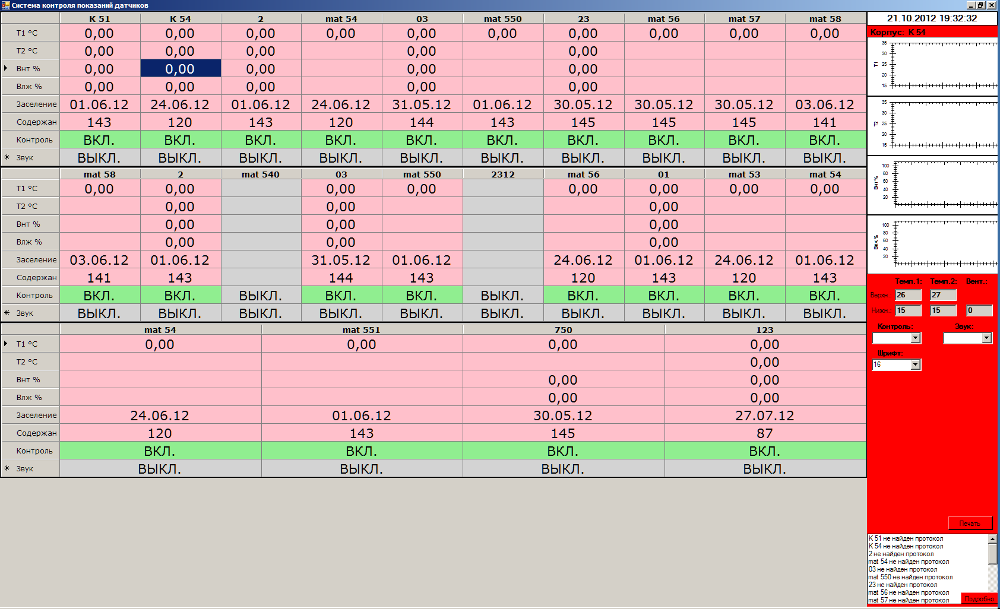 Система контроля показаний датчиков
K 51 K 54 2 mat 54 03 mat 550 23 mat 56 mat 57 mat 58
T1 °C 0,00 0,00 0,00 0,00 0,00 0,00 0,00 0,00 0,00 0,00
T2 °C 0,00 0,00 0,00 0,00 0,00
Внт % 0,00 0,00 0,00 0,00 0,00
Влж % 0,00 0,00 0,00 0,00 0,00
Заселение 01.06.12 24.06.12 01.06.12 24.06.12 31.05.12 01.06.12 30.05.12 30.05.12 30.05.12 03.06.12
Содержан 143 120 143 120 144 143 145 145 145 141
Контроль ВКЛ. ВКЛ. ВКЛ. ВКЛ. ВКЛ. ВКЛ. ВКЛ. ВКЛ. ВКЛ. ВКЛ.
Звук ВЫКЛ. ВЫКЛ. ВЫКЛ. ВЫКЛ. ВЫКЛ. ВЫКЛ. ВЫКЛ. ВЫКЛ. ВЫКЛ. ВЫКЛ.
mat 58 2 mat 540 03 mat 550 2312 mat 56 01 mat 53 mat 54
T1 °C 0,00 0,00 0,00 0,00 0,00 0,00 0,00 0,00
T2 °C 0,00 0,00 0,00
Внт % 0,00 0,00 0,00
Влж % 0,00 0,00 0,00
Заселение 03.06.12 01.06.12 31.05.12 01.06.12 24.06.12 01.06.12 24.06.12 01.06.12
Содержан 141 143 144 143 120 143 120 143
Контроль ВКЛ. ВКЛ. ВЫКЛ. ВКЛ. ВКЛ. ВЫКЛ. ВКЛ. ВКЛ. ВКЛ. ВКЛ.
Звук ВЫКЛ. ВЫКЛ. ВЫКЛ. ВЫКЛ. ВЫКЛ. ВЫКЛ. ВЫКЛ. ВЫКЛ. ВЫКЛ. ВЫКЛ.
mat 54 mat 551 750 123
T1 °C 0,00 0,00 0,00 0,00
T2 °C 0,00
Внт % 0,00 0,00
Влж % 0,00 0,00
Заселение 24.06.12 01.06.12 30.05.12 27.07.12
Содержан 120 143 145 87
Контроль ВКЛ. ВКЛ. ВКЛ. ВКЛ.
Звук ВЫКЛ. ВЫКЛ. ВЫКЛ. ВЫКЛ.
21.10.2012 19:32:32
Корпус: K 54
T1
35
30
25
20
15
T2
35
30
25
20
15
Внт %
100
80
60
40
20
Влж %
100
80
60
40
20
Темп.1: Темп.2: Вент.:
Верхн.: 26 27
Нижн.: 15 15 0
Контроль: Звук:
Шрифт:
16
Печать
K 51 не найден протокол
K 54 не найден протокол
2 не найден протокол
mat 54 не найден протокол
03 не найден протокол
mat 550 не найден протокол
23 не найден протокол
mat 56 не найден протокол
mat 57 не найден протокол
Подробно